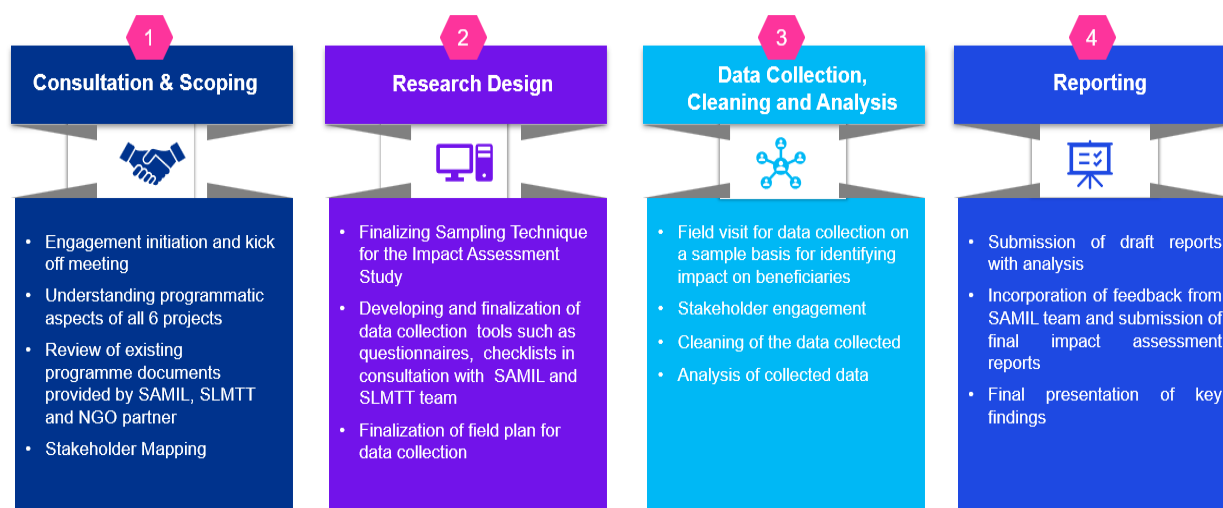 1
Consultation & Scoping
• Engagement initiation and kick
off meeting
• Understanding programmatic
aspects of all 6 projects
• Review of existing
programme documents
provided by SAMIL, SLMTT
and NGO partner
• Stakeholder Mapping
2
Research Design
• Finalizing Sampling Technique
for the Impact Assessment
Study
• Developing and finalization of
data collection tools such as
questionnaires, checklists in
consultation with SAMIL and
SLMTT team
• Finalization of field plan for
data collection
3
Data Collection,
Cleaning and Analysis
• Field visit for data collection on
a sample basis for identifying
impact on beneficiaries
• Stakeholder engagement
• Cleaning of the data collected
• Analysis of collected data
4
Reporting
• Submission of draft reports
with analysis
• Incorporation of feedback from
SAMIL team and submission of
final impact assessment
reports
• Final presentation of key
findings